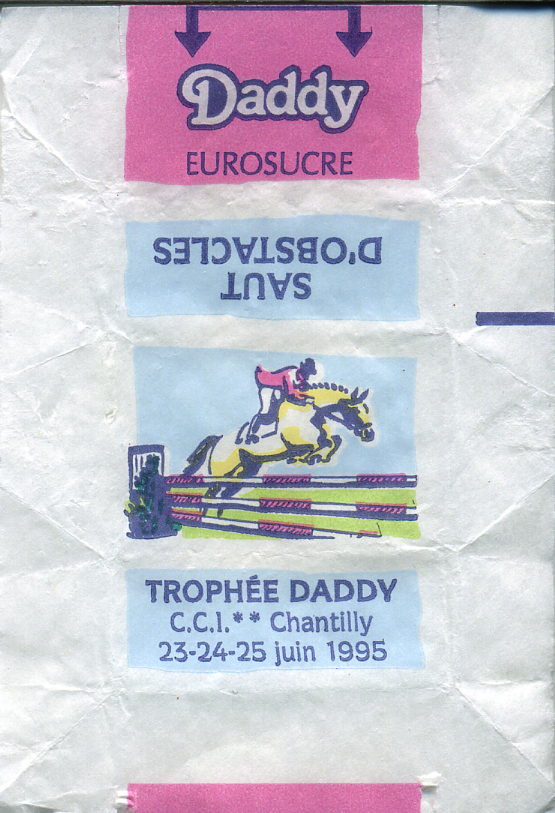 Daddy
EUROSUCRE
SAUT
D'OBSTACLES
TROPHÉE DADDY
C.C.I.** Chantilly
23-24-25 juin 1995